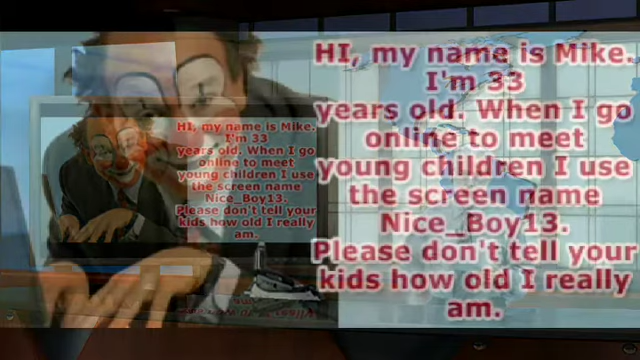 HI, my name is Mike.
I'm 33
years old. When I go
online to meet
young children I use
the screen name
Nice_Boy13.
Please don't tell your
kids how old I really
am.
HI, my name is Mike.
I'm 33
years old. When I go
online to meet
young children I use
the screen name
Nice_Boy13.
Please don't tell your
kids how old I really
am.